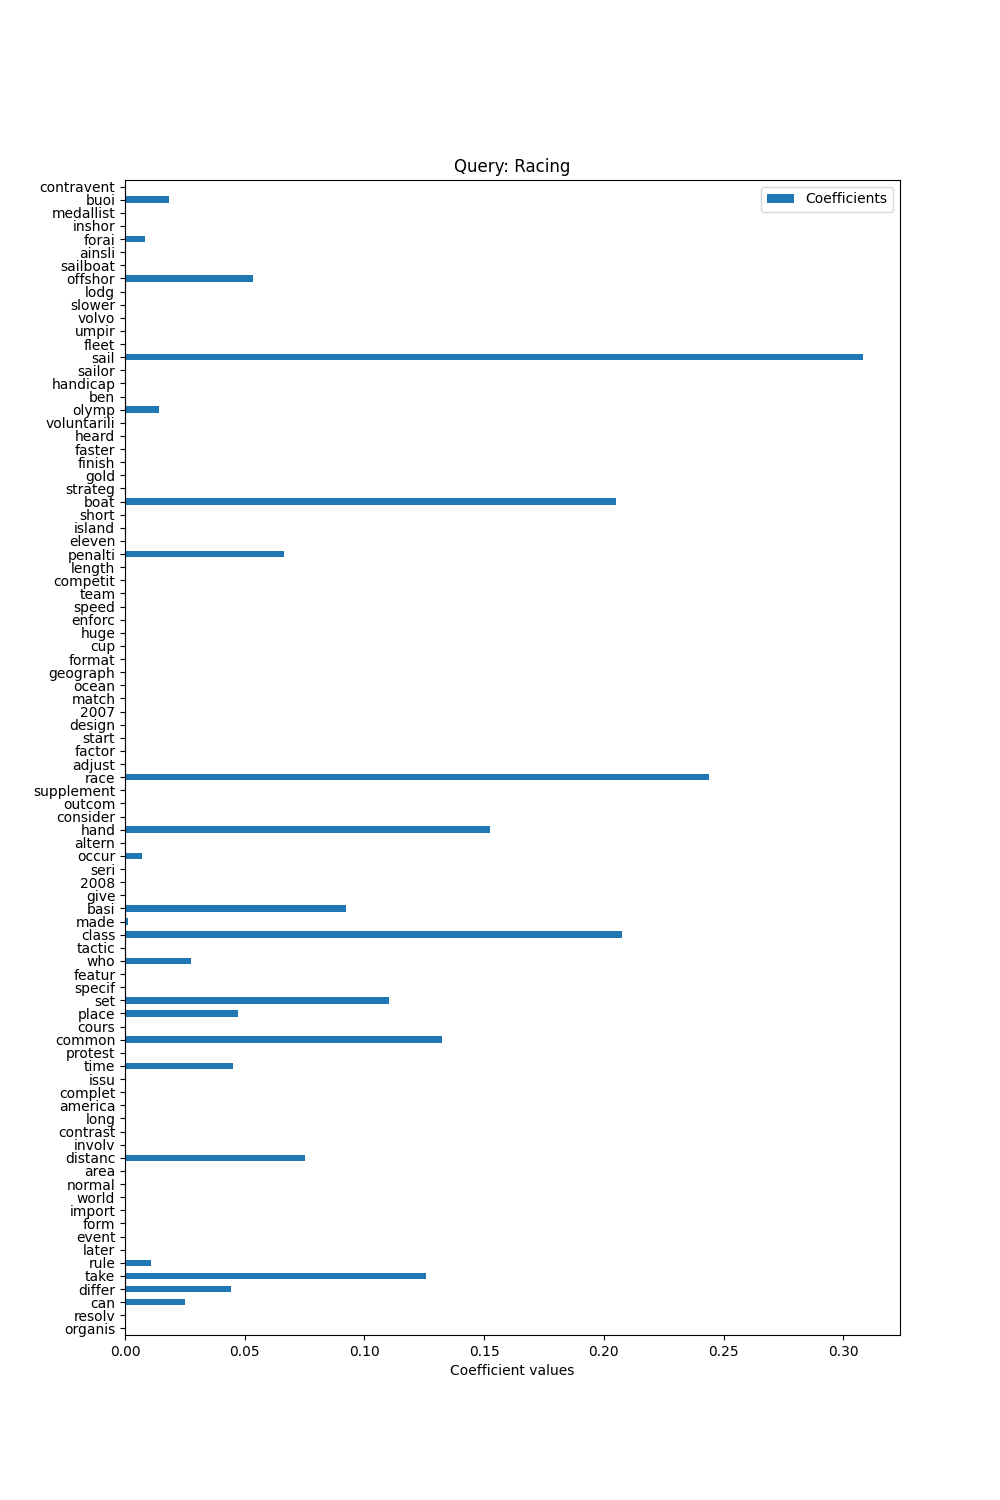 Query: Racing
Coefficients
contravent
buoi
medallist
inshor
forai
ainsli
sailboat
offshor
lodg
slower
volvo
umpir
fleet
sail
sailor
handicap
ben
olymp
voluntarili
heard
faster
finish
gold
strateg
boat
short
island
eleven
penalti
length
competit
team
speed
enforc
huge
cup
format
geograph
ocean
match
2007
design
start
factor
adjust
race
supplement
outcom
consider
hand
altern
occur
seri
2008
give
basi
made
class
tactic
who
featur
specif
set
place
cours
common
protest
time
issu
complet
america
long
contrast
involv
distanc
area
normal
world
import
form
event
later
rule
take
differ
can
resolv
organis
0.00 0.05 0.10 0.15 0.20 0.25 0.30
Coefficient values